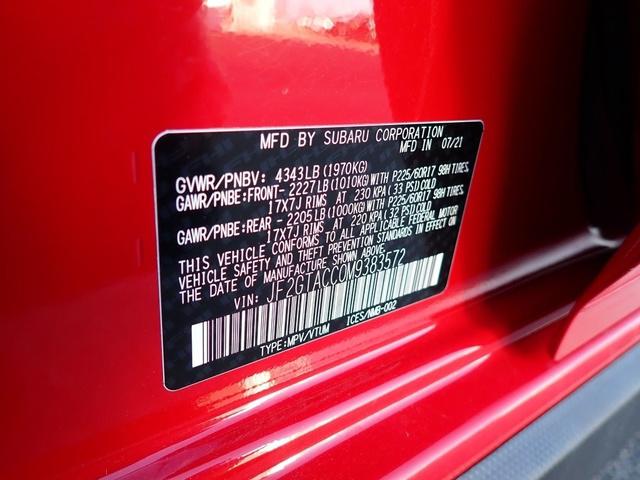 MFD BY SUBARU CORPORATION
MFD IN 07/21
GVWR/PNBV: 4343LB (1970KG)
GAWR/PNBE:FRONT- 2227LB (1010KG) WITH P225/60R17 98H TIRES,
17X7J RIMS AT 230 KPA (33 PSI) COLD
GAWR/PNBE:REAR - 2205LB (1000KG) WITH P225/60R17 98H TIRES,
17X7J RIMS AT 220 KPA (32 PSI) COLD
THIS VEHICLE CONFORMS TO ALL APPLICABLE FEDERAL MOTOR
VEHICLE SAFETY AND THEFT PREVENTION STANDARDS IN EFFECT ON
THE DATE OF MANUFACTURE SHOWN ABOVE.
VIN: JF2GTACC0M9383572
TYPE:MPV/VTUM ICES/NMB-002